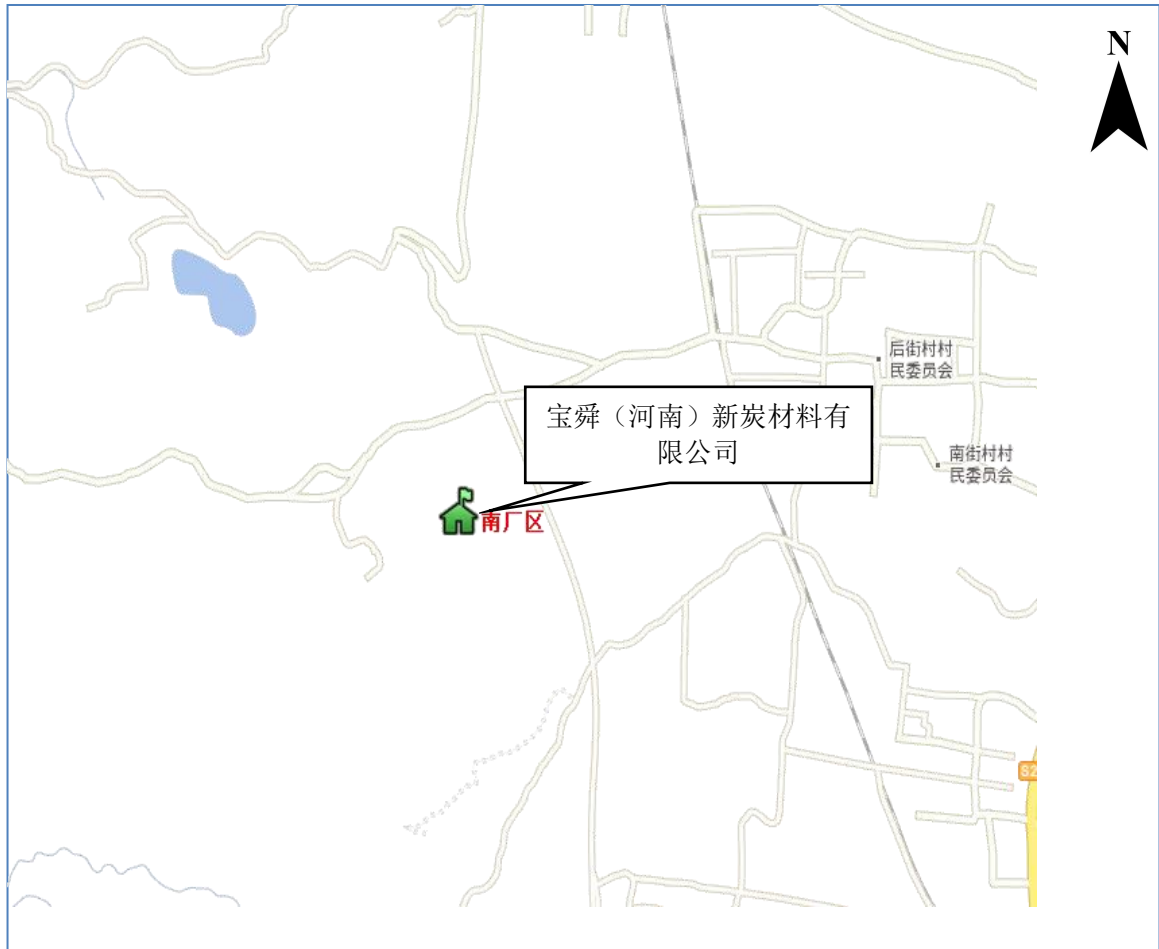 N
后街村村
民委员会
宝舜（河南）新炭材料有
限公司
南街村村
民委员会
南厂区
S2